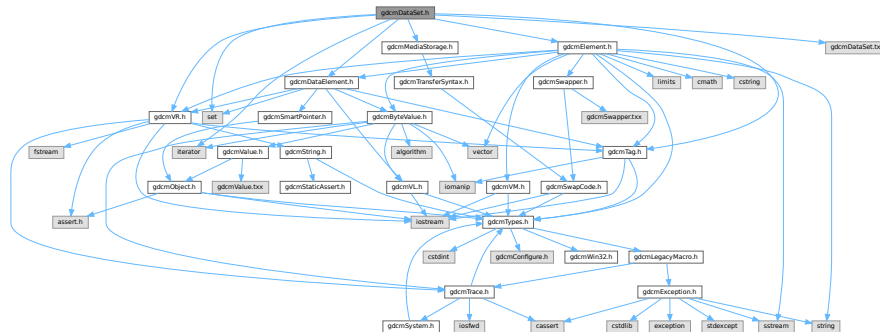 gdcmDataSet.h
gdcmMediaStorage.h
gdcmElement.h
gdcmDataSet.tx
gdcmDataElement.h
gdcmTransferSyntax.h
gdcmSwapper.h
limits
cmath
cstring
gdcmVR.h
set
gdcmSmartPointer.h
gdcmByteValue.h
gdcmSwapper.txx
fstream
iterator
gdcmValue.h
gdcmString.h
algorithm
vector
gdcmTag.h
gdcmObject.h
gdcmValue.txx
gdcmStaticAssert.h
gdcmVL.h
iomanip
gdcmVM.h
gdcmSwapCode.h
assert.h
iostream
gdcmTypes.h
cstdint
gdcmConfigure.h
gdcmWin32.h
gdcmLegacyMacro.h
gdcmTrace.h
gdcmException.h
gdcmSystem.h
iosfwd
cassert
cstdlib
exception
stdexcept
sstream
string